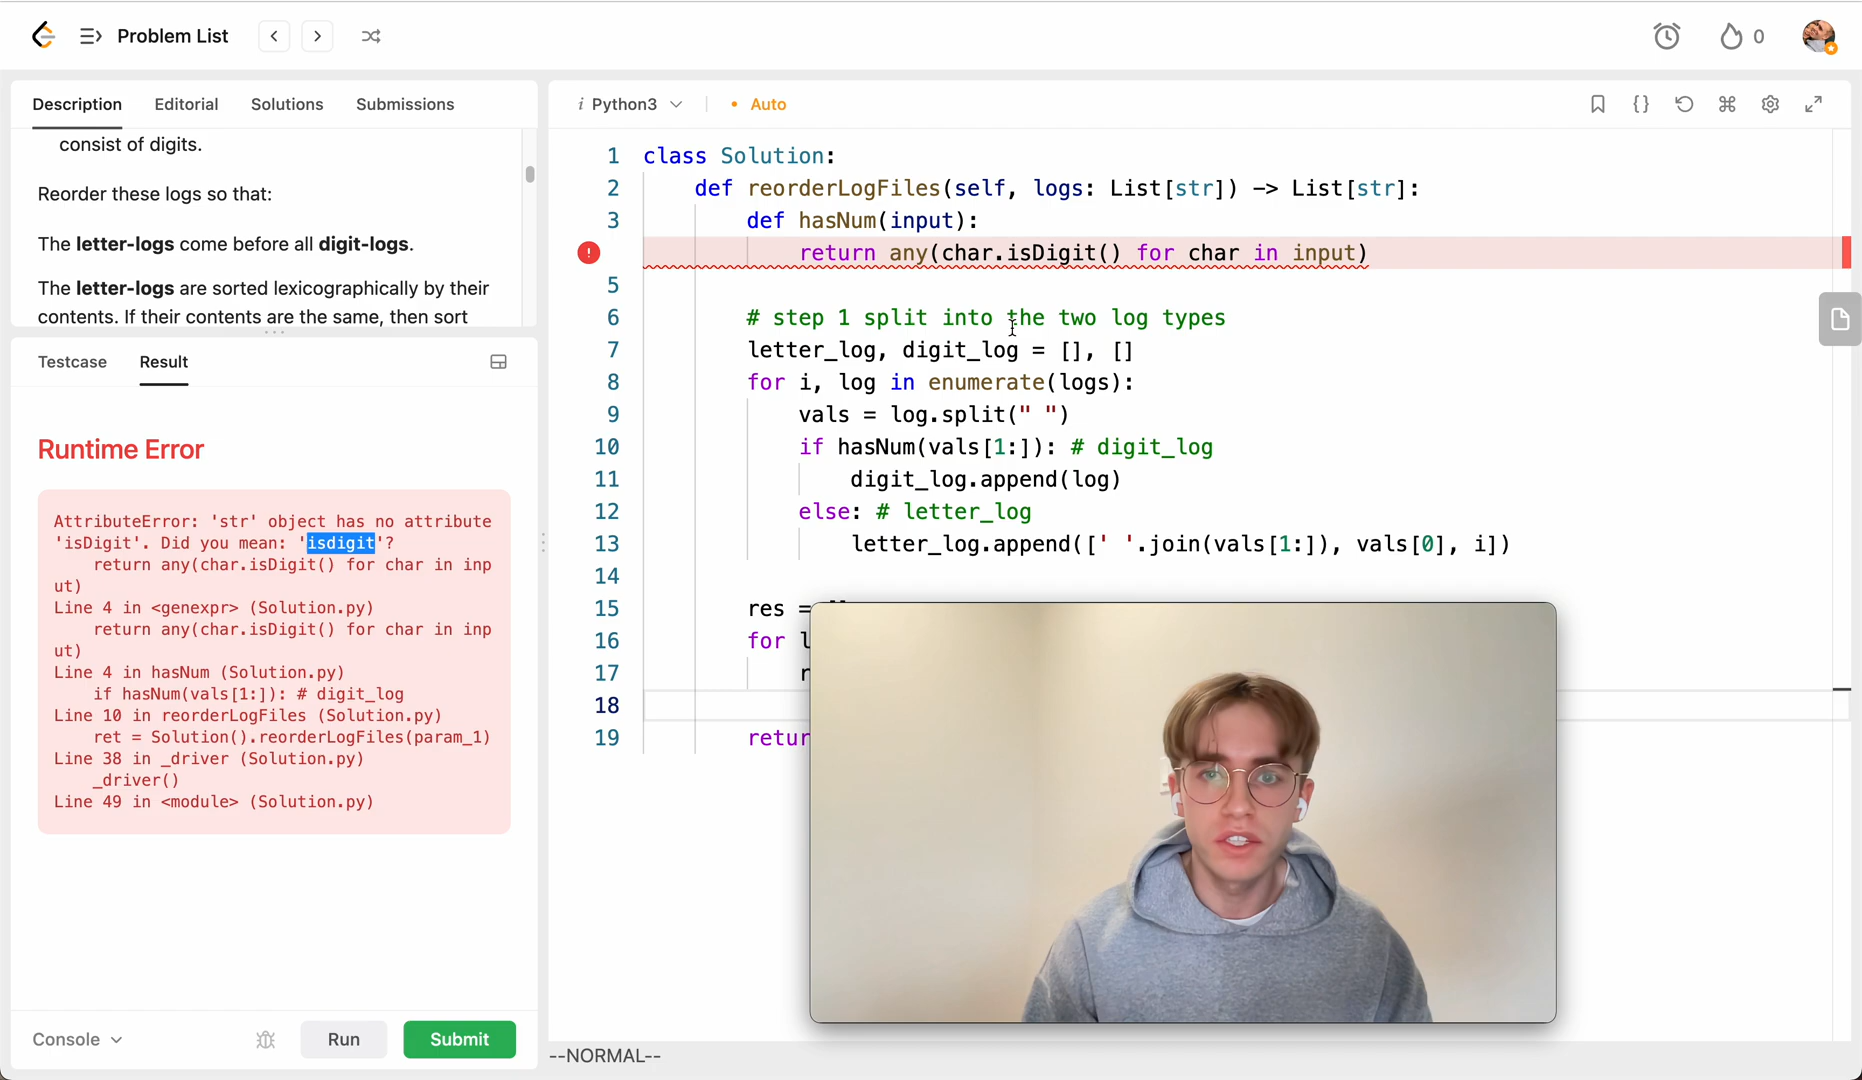 Problem List
0
Description
Editorial
Solutions
Submissions
consist of digits.
Reorder these logs so that:
The letter-logs come before all digit-logs.
The letter-logs are sorted lexicographically by their
contents. If their contents are the same, then sort
Testcase
Result
Runtime Error
AttributeError: 'str' object has no attribute
'isDigit'. Did you mean: 'isdigit'?
return any(char.isDigit() for char in inp
ut)
Line 4 in <genexpr> (Solution.py)
return any(char.isDigit() for char in inp
ut)
Line 4 in hasNum (Solution.py)
if hasNum(vals[1:]): # digit_log
Line 10 in reorderLogFiles (Solution.py)
ret = Solution().reorderLogFiles(param_1)
Line 38 in _driver (Solution.py)
_driver()
Line 49 in <module> (Solution.py)
Console
Run
Submit
i Python3
• Auto
1 class Solution:
2 def reorderLogFiles(self, logs: List[str]) -> List[str]:
3 def hasNum(input):
return any(char.isDigit() for char in input)
5
6 # step 1 split into the two log types
7 letter_log, digit_log = [], []
8 for i, log in enumerate(logs):
9 vals = log.split(" ")
10 if hasNum(vals[1:]): # digit_log
11 digit_log.append(log)
12 else: # letter_log
13 letter_log.append([' '.join(vals[1:]), vals[0], i])
14
15 res =
16 for
17
18
19 retur
--NORMAL--